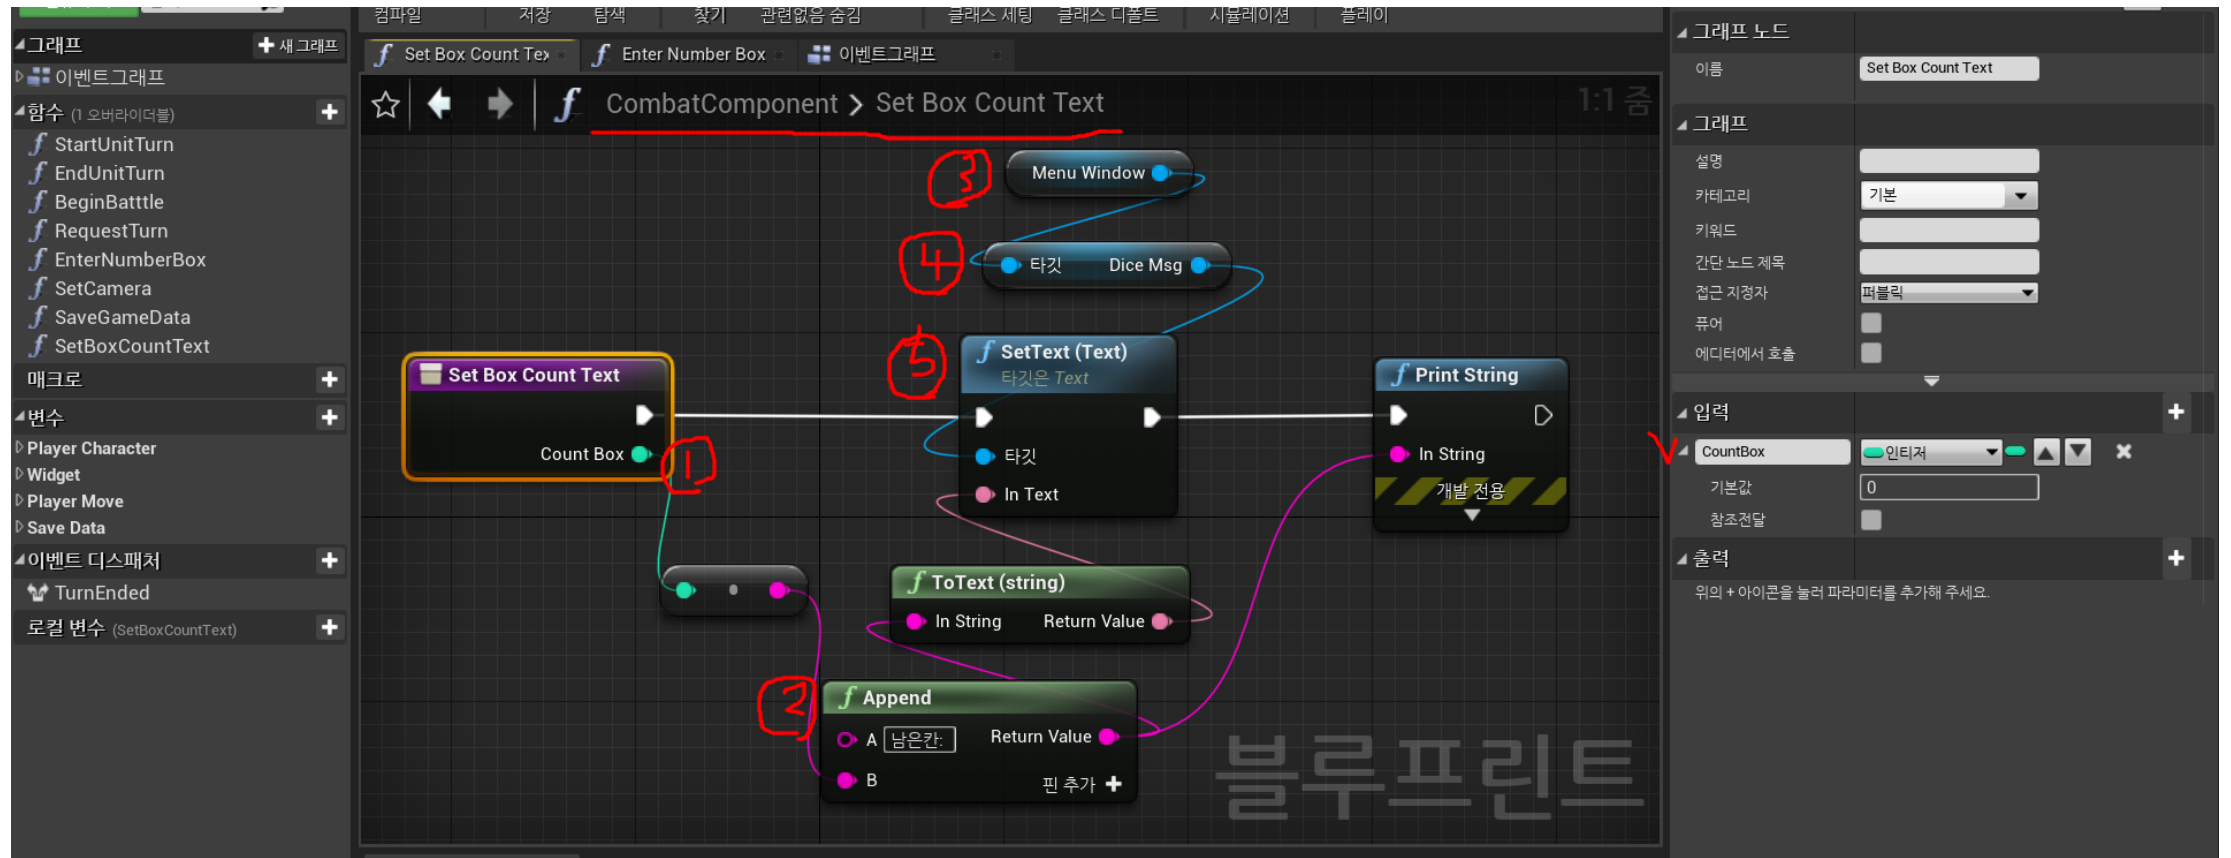 컴파일 저장 탐색 찾기 관련없음 숨김 클래스 세팅 클래스 디폴트 시뮬레이션 플레이
그래프 새 그래프
이벤트그래프
함수 (1 오버라이더블)
StartUnitTurn
EndUnitTurn
BeginBatttle
RequestTurn
EnterNumberBox
SetCamera
SaveGameData
SetBoxCountText
매크로
변수
Player Character
Widget
Player Move
Save Data
이벤트 디스패처
TurnEnded
로컬 변수 (SetBoxCountText)
Set Box Count Tex Enter Number Box 이벤트그래프
CombatComponent > Set Box Count Text 1:1 줌
3 Menu Window
4 타깃 Dice Msg
5 SetText (Text)
타깃은 Text
타깃
In Text
Set Box Count Text
Count Box
1
Print String
In String
개발 전용
ToText (string)
In String Return Value
2 Append
A 남은칸: Return Value
B 핀 추가
블루프린트
그래프 노드
이름 Set Box Count Text
그래프
설명
카테고리 기본
키워드
간단 노드 제목
접근 지정자 퍼블릭
퓨어
에디터에서 호출
입력
CountBox 인티저
기본값 0
참조전달
출력
위의 + 아이콘을 눌러 파라미터를 추가해 주세요.